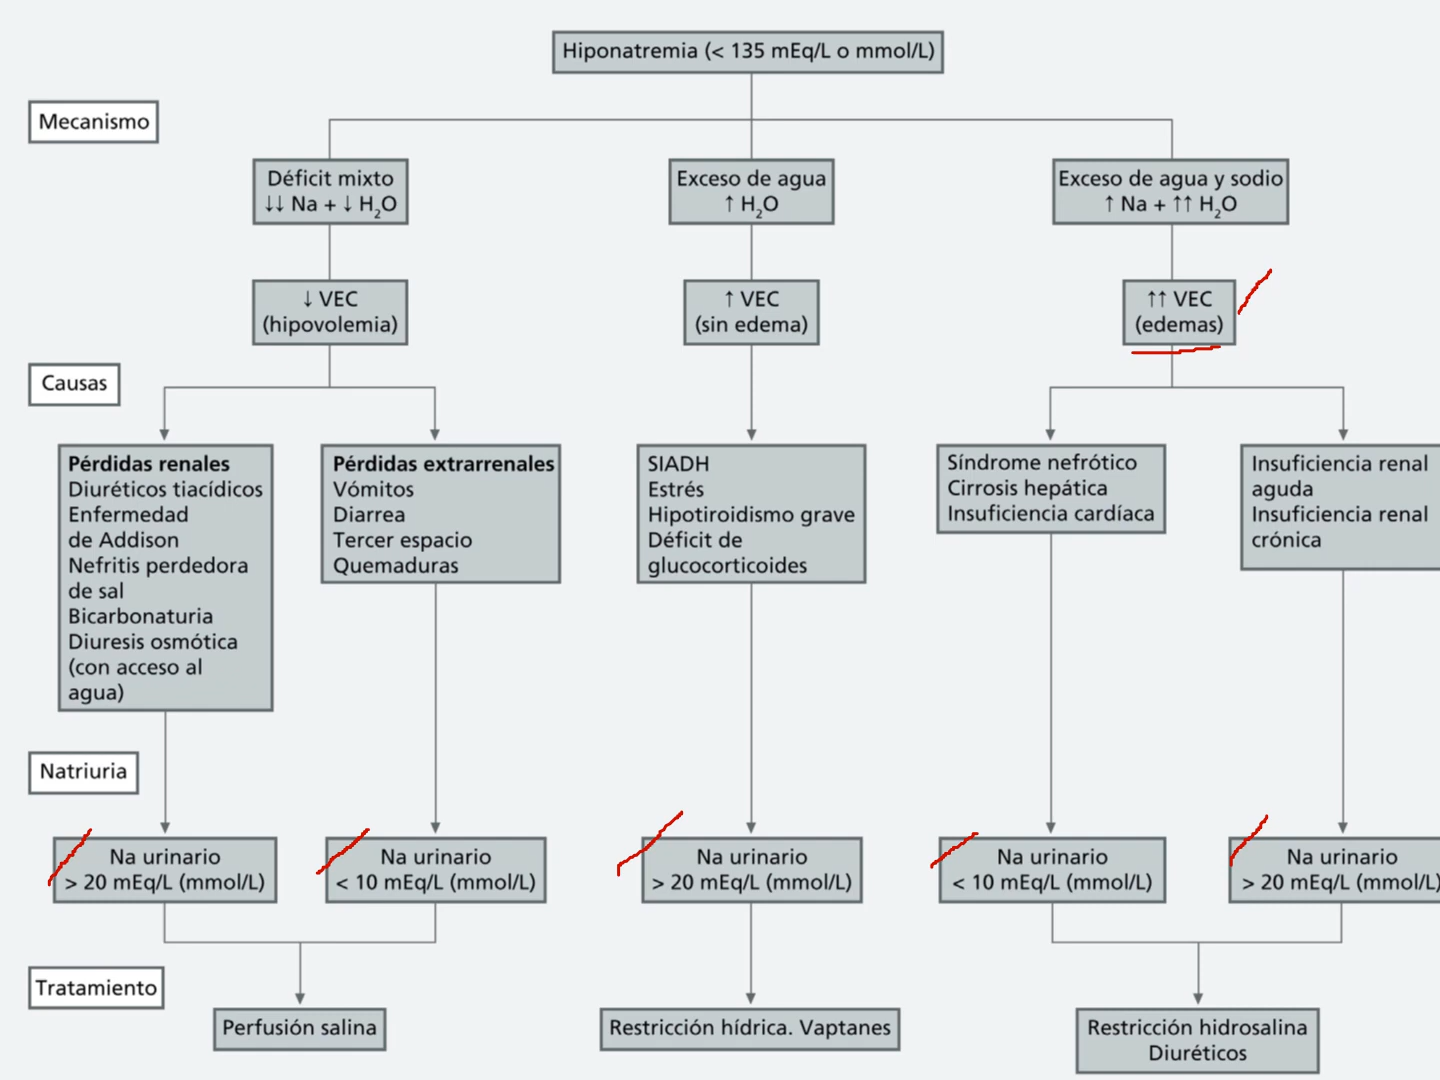 Hiponatremia (< 135 mEq/L o mmol/L)
Mecanismo
Déficit mixto
↓↓ Na + ↓ H₂O
Exceso de agua
↑ H₂O
Exceso de agua y sodio
↑ Na + ↑↑ H₂O
↓ VEC
(hipovolemia)
↑ VEC
(sin edema)
↑↑ VEC
(edemas)
Causas
Pérdidas renales
Diuréticos tiacídicos
Enfermedad
de Addison
Nefritis perdedora
de sal
Bicarbonaturia
Diuresis osmótica
(con acceso al
agua)
Pérdidas extrarrenales
Vómitos
Diarrea
Tercer espacio
Quemaduras
SIADH
Estrés
Hipotiroidismo grave
Déficit de
glucocorticoides
Síndrome nefrótico
Cirrosis hepática
Insuficiencia cardíaca
Insuficiencia renal
aguda
Insuficiencia renal
crónica
Natriuria
Na urinario
> 20 mEq/L (mmol/L)
Na urinario
< 10 mEq/L (mmol/L)
Na urinario
> 20 mEq/L (mmol/L)
Na urinario
< 10 mEq/L (mmol/L)
Na urinario
> 20 mEq/L (mmol/L)
Tratamiento
Perfusión salina
Restricción hídrica. Vaptanes
Restricción hidrosalina
Diuréticos